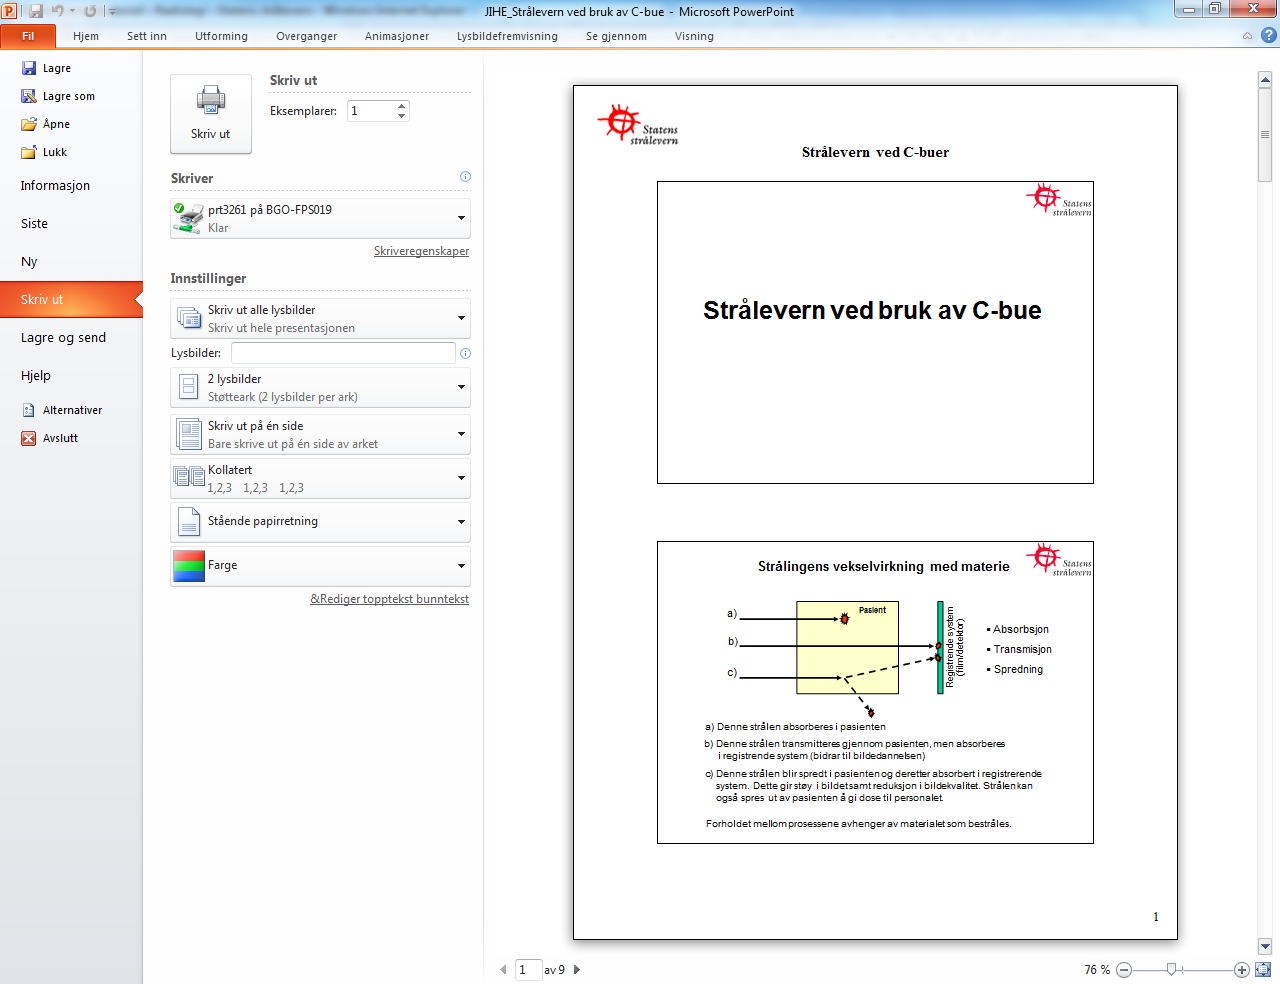 JIHE_Strålevern ved bruk av C-bue - Microsoft PowerPoint
Fil Hjem Sett inn Utforming Overganger Animasjoner Lysbildefremvisning Se gjennom Visning
Lagre
Lagre som
Åpne
Lukk
Informasjon
Siste
Ny
Skriv ut
Lagre og send
Hjelp
Alternativer
Avslutt
Skriv ut
Skriv ut
Eksemplarer: 1
Skriver
prt3261 på BGO-FPS019
Klar
Skriveregenskaper
Innstillinger
Skriv ut alle lysbilder
Skriv ut hele presentasjonen
Lysbilder:
2 lysbilder
Støtteark (2 lysbilder per ark)
Skriv ut på én side
Bare skrive ut på én side av arket
Kollatert
1,2,3 1,2,3 1,2,3
Stående papirretning
Farge
&Rediger topptekst bunntekst
Statens
strålevern
Strålevern ved C-buer
Statens
strålevern
Strålevern ved bruk av C-bue
Statens
strålevern
Strålingens vekselvirkning med materie
a)
b)
c)
Pasient
Registrende system
(film/detektor)
▪ Absorbsjon
▪ Transmisjon
▪ Spredning
a) Denne strålen absorberes i pasienten
b) Denne strålen transmitteres gjennom pasienten, men absorberes
i registrende system (bidrar til bildedannelsen)
c) Denne strålen blir spredt i pasienten og deretter absorbert i registrerende
system. Dette gir støy i bildet samt reduksjon i bildekvalitet. Strålen kan
også spres ut av pasienten å gi dose til personalet.
Forholdet mellom prosessene avhenger av materialet som bestråles.
1
1 av 9
76 %